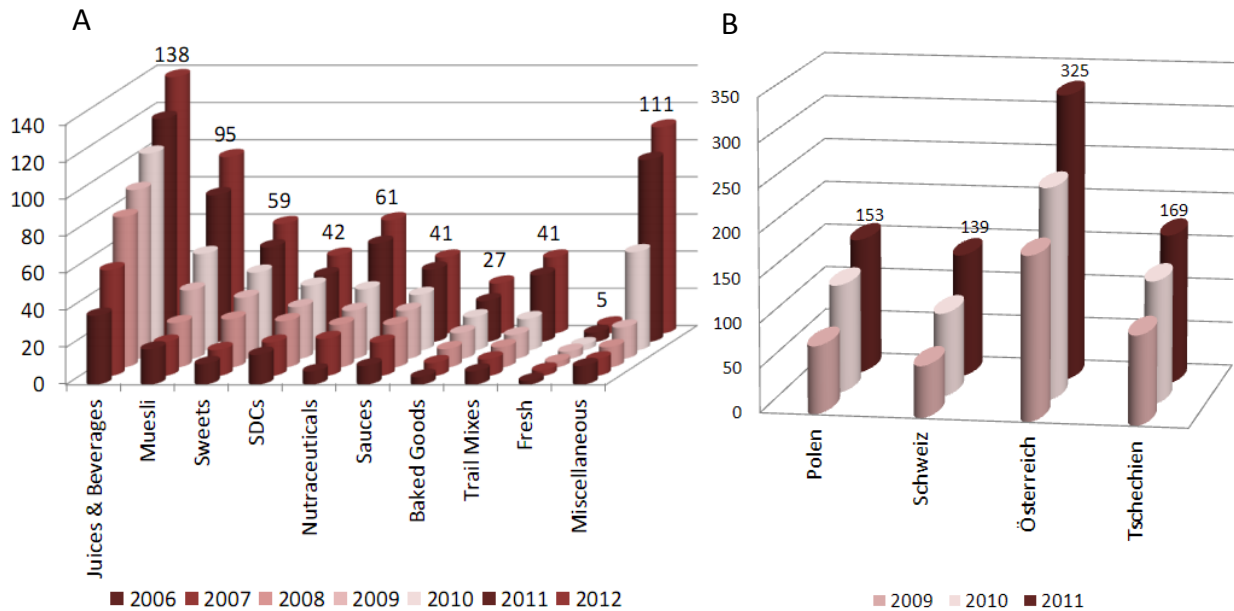 A
138
95
59
42
61
41
27
41
5
111
140
120
100
80
60
40
20
0
Juices & Beverages
Muesli
Sweets
SDCs
Nutraceuticals
Sauces
Baked Goods
Trail Mixes
Fresh
Miscellaneous
2006 2007 2008 2009 2010 2011 2012
B
153
139
325
169
350
300
250
200
150
100
50
0
Polen
Schweiz
Österreich
Tschechien
2009 2010 2011